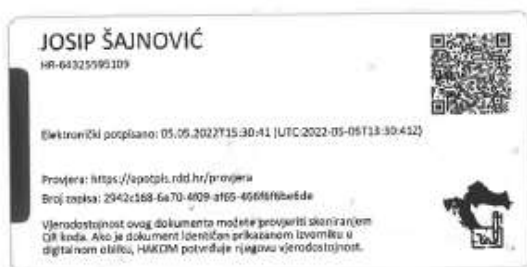 JOSIP ŠAJNOVIĆ
HR-64325595109
Elektronički potpisano: 05.05.2022T15:30:41 (UTC:2022-05-05T13:30:41Z)
Provjera: https://epotpis.rdd.hr/provjera
Broj zapisa: 2942c168-6a70-4f09-af65-466f6f6be6de
Vjerodostojnost ovog dokumenta možete provjeriti skeniranjem
QR koda. Ako je dokument identičan prikazanom izvorniku u
digitalnom obliku, HAKOM potvrđuje njegovu vjerodostojnost.